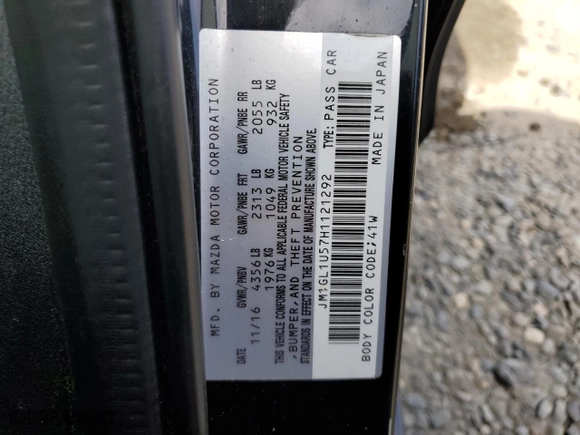 MFD. BY MAZDA MOTOR CORPORATION
DATE GVWR/PNBV GAWR/PNBE FRT GAWR/PNBE RR
11/16 4356 LB 2313 LB 2055 LB
1976 KG 1049 KG 932 KG
THIS VEHICLE CONFORMS TO ALL APPLICABLE FEDERAL MOTOR VEHICLE SAFETY
,BUMPER,AND THEFT PREVENTION
STANDARDS IN EFFECT ON THE DATE OF MANUFACTURE SHOWN ABOVE.
JM1GL1U57H1121292 TYPE: PASS CAR
BODY COLOR CODE;41W MADE IN JAPAN